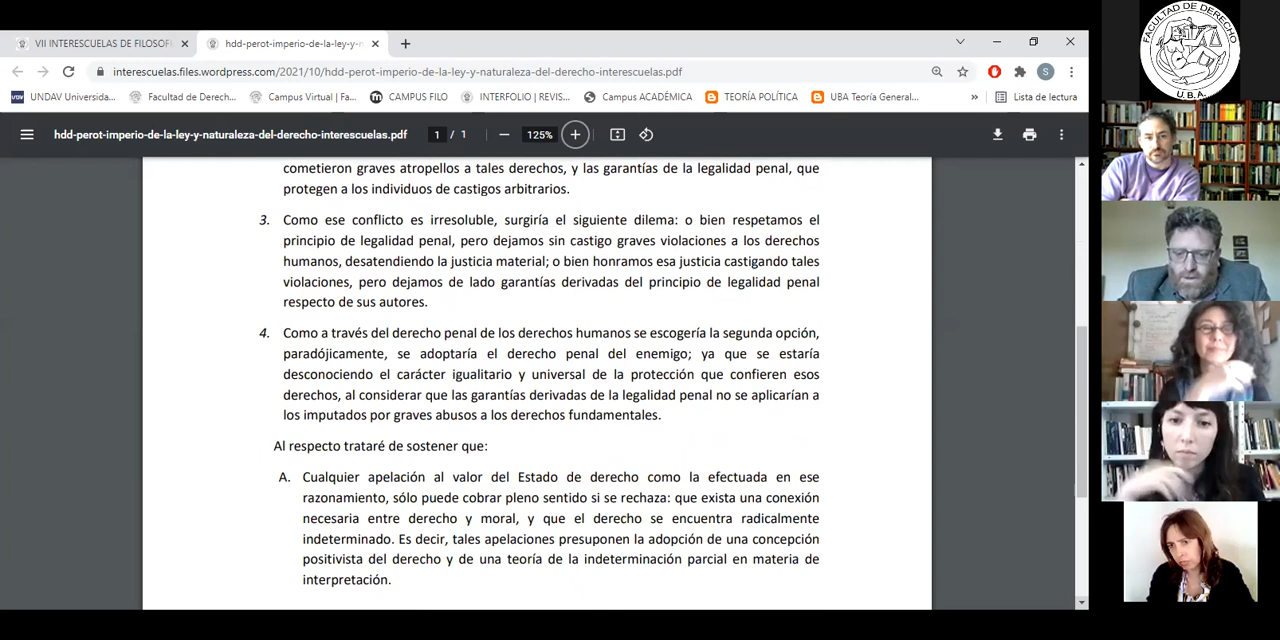 VII INTERESCUELAS DE FILOSOFI
hdd-perot-imperio-de-la-ley-y-n
interescuelas.files.wordpress.com/2021/10/hdd-perot-imperio-de-la-ley-y-naturaleza-del-derecho-interescuelas.pdf
S
UNDAV Universida...
Facultad de Derech...
Campus Virtual | Fa...
CAMPUS FILO
INTERFOLIO | REVIS...
Campus ACADÉMICA
TEORÍA POLÍTICA
UBA Teoría General...
»
Lista de lectura
hdd-perot-imperio-de-la-ley-y-naturaleza-del-derecho-interescuelas.pdf
1 / 1
125%
cometieron graves atropellos a tales derechos, y las garantías de la legalidad penal, que
protegen a los individuos de castigos arbitrarios.
3. Como ese conflicto es irresoluble, surgiría el siguiente dilema: o bien respetamos el
principio de legalidad penal, pero dejamos sin castigo graves violaciones a los derechos
humanos, desatendiendo la justicia material; o bien honramos esa justicia castigando tales
violaciones, pero dejamos de lado garantías derivadas del principio de legalidad penal
respecto de sus autores.
4. Como a través del derecho penal de los derechos humanos se escogería la segunda opción,
paradójicamente, se adoptaría el derecho penal del enemigo; ya que se estaría
desconociendo el carácter igualitario y universal de la protección que confieren esos
derechos, al considerar que las garantías derivadas de la legalidad penal no se aplicarían a
los imputados por graves abusos a los derechos fundamentales.
Al respecto trataré de sostener que:
A. Cualquier apelación al valor del Estado de derecho como la efectuada en ese
razonamiento, sólo puede cobrar pleno sentido si se rechaza: que exista una conexión
necesaria entre derecho y moral, y que el derecho se encuentra radicalmente
indeterminado. Es decir, tales apelaciones presuponen la adopción de una concepción
positivista del derecho y de una teoría de la indeterminación parcial en materia de
interpretación.
FACULTAD DE DERECHO
U.B.A.